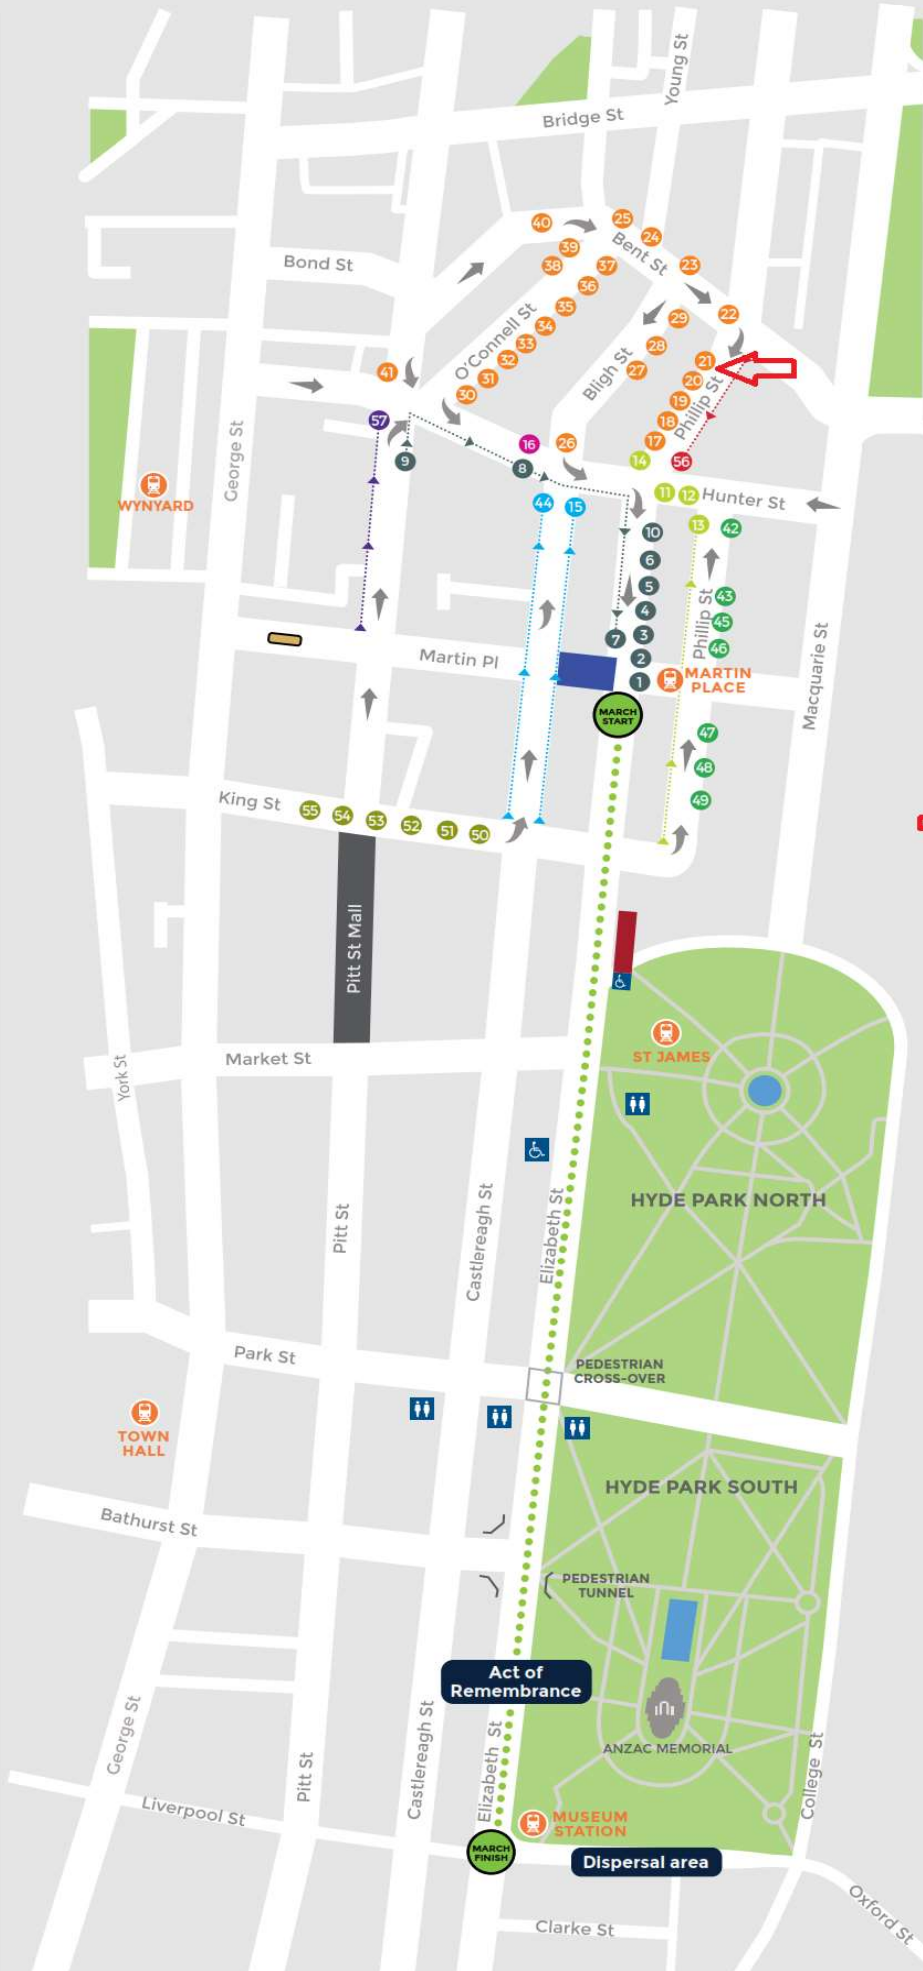 Young St
Bridge St
40
25
24
Bent St
39
38
37
23
Bond St
36
35
O'Connell St
34
33
32
31
30
22
29
28
27
Bligh St
21
20
19
18
17
Phillip St
41
57
George St
16
26
14
56
9
8
WYNYARD
11
12
Hunter St
44
15
13
42
10
6
5
4
3
2
1
7
43
45
46
Phillip St
Martin Pl
MARTIN
PLACE
Macquarie St
MARCH
START
47
48
49
King St
55
54
53
52
51
50
Pitt St Mall
ST JAMES
Market St
York St
HYDE PARK NORTH
Pitt St
Castlereagh St
Elizabeth St
Park St
PEDESTRIAN
CROSS-OVER
TOWN
HALL
HYDE PARK SOUTH
Bathurst St
PEDESTRIAN
TUNNEL
Act of
Remembrance
ANZAC MEMORIAL
George St
Pitt St
Castlereagh St
Elizabeth St
College St
Liverpool St
MUSEUM
STATION
MARCH
FINISH
Dispersal area
Oxford St
Clarke St